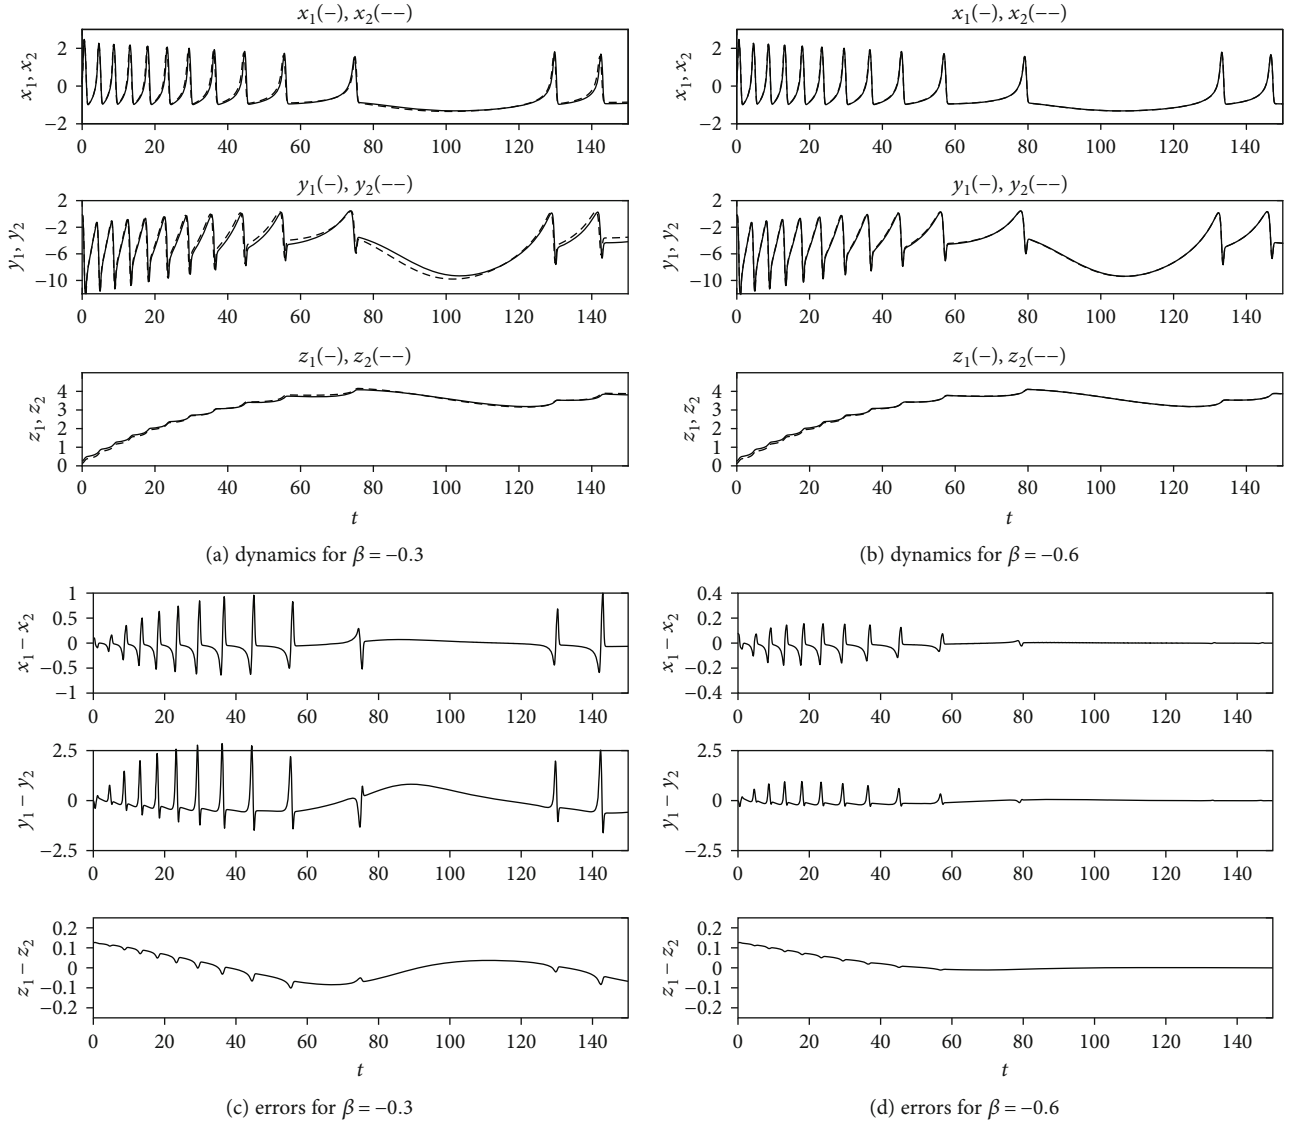 x₁(–), x₂(––)
x₁, x₂
2
0
−2
0 20 40 60 80 100 120 140
y₁(–), y₂(––)
y₁, y₂
2
−2
−6
−10
0 20 40 60 80 100 120 140
z₁(–), z₂(––)
z₁, z₂
4
3
2
1
0
0 20 40 60 80 100 120 140
t
(a) dynamics for β = −0.3
x₁(–), x₂(––)
x₁, x₂
2
0
−2
0 20 40 60 80 100 120 140
y₁(–), y₂(––)
y₁, y₂
2
−2
−6
−10
0 20 40 60 80 100 120 140
z₁(–), z₂(––)
z₁, z₂
4
3
2
1
0
0 20 40 60 80 100 120 140
t
(b) dynamics for β = −0.6
x₁ − x₂
1
0.5
0
−0.5
−1
0 20 40 60 80 100 120 140
y₁ − y₂
2.5
0
−2.5
0 20 40 60 80 100 120 140
z₁ − z₂
0.2
0.1
0
−0.1
−0.2
0 20 40 60 80 100 120 140
t
(c) errors for β = −0.3
x₁ − x₂
0.4
0.2
0
−0.2
−0.4
0 20 40 60 80 100 120 140
y₁ − y₂
2.5
0
−2.5
0 20 40 60 80 100 120 140
z₁ − z₂
0.2
0.1
0
−0.1
−0.2
0 20 40 60 80 100 120 140
t
(d) errors for β = −0.6